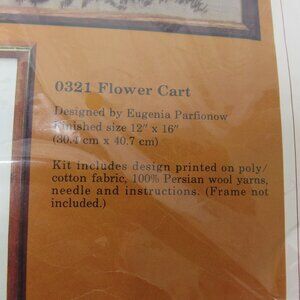 0321 Flower Cart
Designed by Eugenia Parfionow
Finished size 12" x 16"
(30.4 cm x 40.7 cm)
Kit includes design printed on poly/
cotton fabric, 100% Persian wool yarns,
needle and instructions. (Frame not
included.)